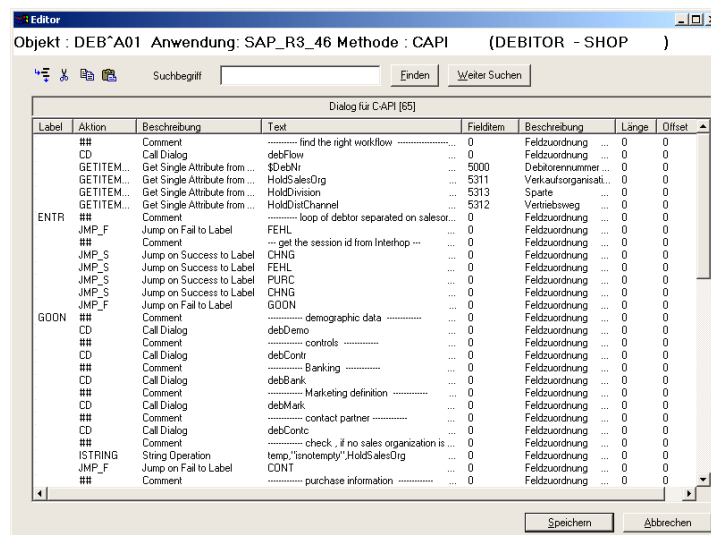 Editor
Objekt : DEB^A01 Anwendung: SAP_R3_46 Methode : CAPI (DEBITOR - SHOP )
Suchbegriff Finden Weiter Suchen
Dialog für C-API [65]
Label Aktion Beschreibung Text Fielditem Beschreibung Länge Offset
## Comment ---------- find the right workflow ------------------... 0 Feldzuordnung ... 0 0
CD Call Dialog debFlow ... 0 Feldzuordnung ... 0 0
GETITEM... Get Single Attribute from ... $DebNr ... 5000 Debitorennummer ... 0 0
GETITEM... Get Single Attribute from ... HoldSalesOrg ... 5311 Verkaufsorganisati... 0 0
GETITEM... Get Single Attribute from ... HoldDivision ... 5313 Sparte ... 0 0
GETITEM... Get Single Attribute from ... HoldDistChannel ... 5312 Vertriebsweg ... 0 0
ENTR ## Comment ---------- loop of debtor separated on salesor... 0 Feldzuordnung ... 0 0
JMP_F Jump on Fail to Label FEHL ... 0 Feldzuordnung ... 0 0
## Comment --- get the session id from Interhop --- ... 0 Feldzuordnung ... 0 0
JMP_S Jump on Success to Label CHNG ... 0 Feldzuordnung ... 0 0
JMP_S Jump on Success to Label FEHL ... 0 Feldzuordnung ... 0 0
JMP_S Jump on Success to Label PURC ... 0 Feldzuordnung ... 0 0
JMP_S Jump on Success to Label CHNG ... 0 Feldzuordnung ... 0 0
JMP_F Jump on Fail to Label GOON ... 0 Feldzuordnung ... 0 0
GOON ## Comment ------------ demographic data ------------ ... 0 Feldzuordnung ... 0 0
CD Call Dialog debDemo ... 0 Feldzuordnung ... 0 0
## Comment ------------ controls ------------ ... 0 Feldzuordnung ... 0 0
CD Call Dialog debContr ... 0 Feldzuordnung ... 0 0
## Comment ------------ Banking ------------ ... 0 Feldzuordnung ... 0 0
CD Call Dialog debBank ... 0 Feldzuordnung ... 0 0
## Comment ------------ Marketing definition ------------ ... 0 Feldzuordnung ... 0 0
CD Call Dialog debMark ... 0 Feldzuordnung ... 0 0
## Comment ------------ contact partner ------------ ... 0 Feldzuordnung ... 0 0
CD Call Dialog debContc ... 0 Feldzuordnung ... 0 0
## Comment ------------ check , if no sales organization is ... 0 Feldzuordnung ... 0 0
ISTRING String Operation temp,"isnotempty",HoldSalesOrg ... 0 Feldzuordnung ... 0 0
JMP_F Jump on Fail to Label CONT ... 0 Feldzuordnung ... 0 0
## Comment ------------ purchase information ------------ ... 0 Feldzuordnung ... 0 0
Speichern Abbrechen